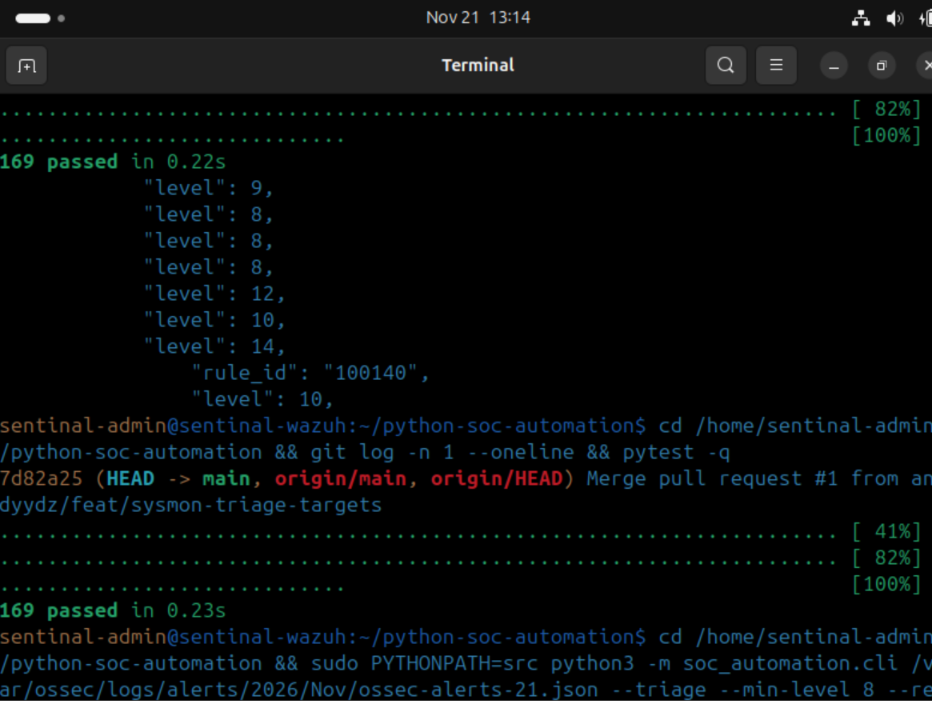 Nov 21 13:14
Terminal
..................................................................... [ 82%]
............................. [100%]
169 passed in 0.22s
"level": 9,
"level": 8,
"level": 8,
"level": 8,
"level": 12,
"level": 10,
"level": 14,
"rule_id": "100140",
"level": 10,
sentinal-admin@sentinal-wazuh:~/python-soc-automation$ cd /home/sentinal-admin
/python-soc-automation && git log -n 1 --oneline && pytest -q
7d82a25 (HEAD -> main, origin/main, origin/HEAD) Merge pull request #1 from an
dyydz/feat/sysmon-triage-targets
...................................................................... [ 41%]
...................................................................... [ 82%]
............................. [100%]
169 passed in 0.23s
sentinal-admin@sentinal-wazuh:~/python-soc-automation$ cd /home/sentinal-admin
/python-soc-automation && sudo PYTHONPATH=src python3 -m soc_automation.cli /v
ar/ossec/logs/alerts/2026/Nov/ossec-alerts-21.json --triage --min-level 8 --re